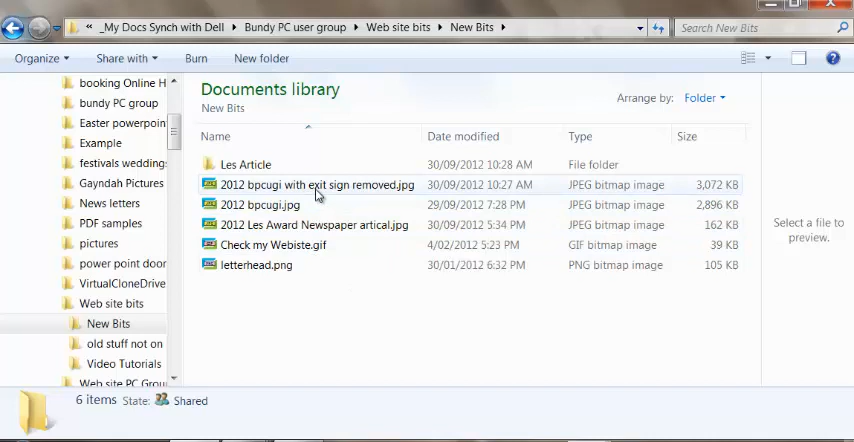 « _My Docs Synch with Dell ▸ Bundy PC user group ▸ Web site bits ▸ New Bits ▸ Search New Bits
Organize Share with Burn New folder
booking Online H
bundy PC group
Easter powerpoin
Example
festivals wedding
Gayndah Pictures
News letters
PDF samples
pictures
power point door
VirtualCloneDrive
Web site bits
New Bits
old stuff not on
Video Tutorials
Web site PC Grou
Documents library
New Bits
Arrange by: Folder
Name Date modified Type Size
Les Article 30/09/2012 10:28 AM File folder
2012 bpcugi with exit sign removed.jpg 30/09/2012 10:27 AM JPEG bitmap image 3,072 KB
2012 bpcugi.jpg 29/09/2012 7:28 PM JPEG bitmap image 2,896 KB
2012 Les Award Newspaper artical.jpg 30/09/2012 5:34 PM JPEG bitmap image 162 KB
Check my Webiste.gif 4/02/2012 5:23 PM GIF bitmap image 39 KB
letterhead.png 30/01/2012 6:32 PM PNG bitmap image 105 KB
Select a file to
preview.
6 items State: Shared